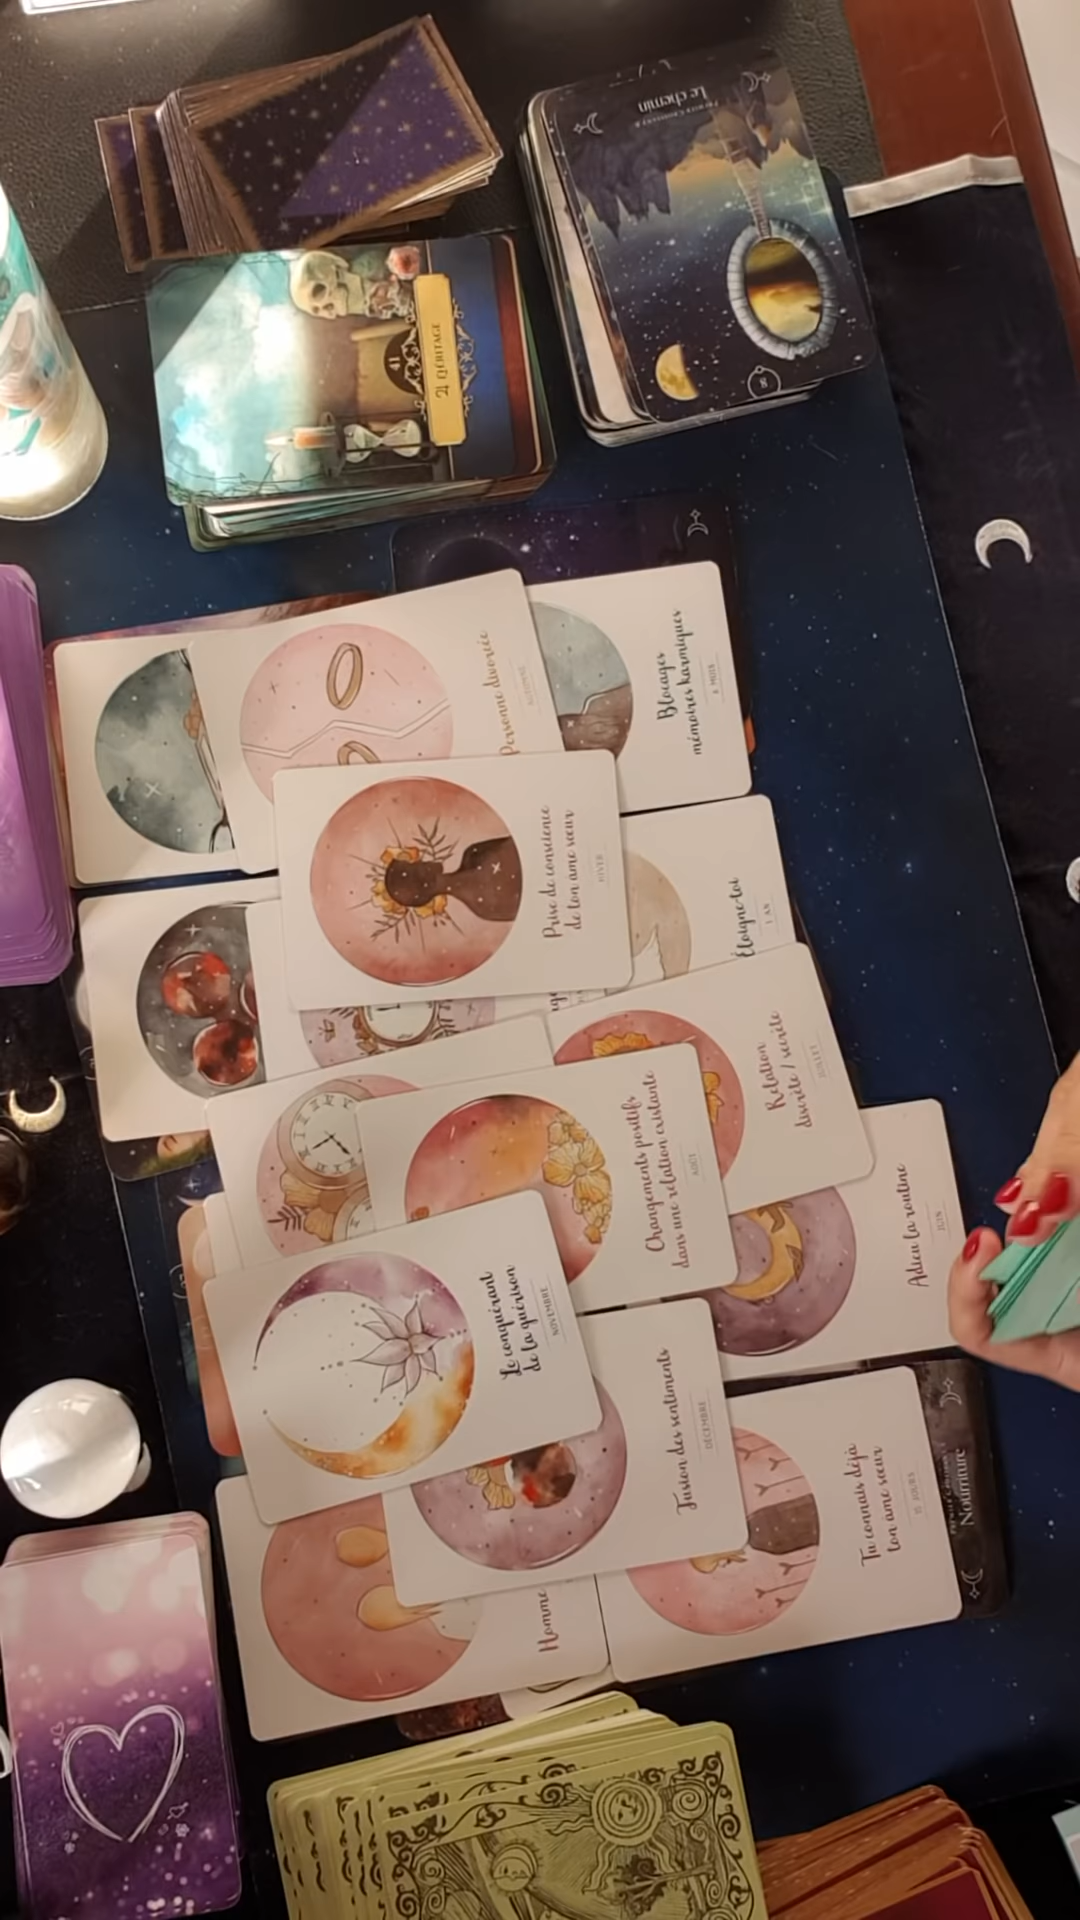 Le chemin
41
L'HÉRITAGE
Personne divorcée
AUTOMNE
Blocages
mémoires karmiques
6 MOIS
Prise de conscience
de ton âme sœur
HIVER
Éloigne-toi
1 AN
Relation
discrète / secrète
JUILLET
Changements positifs
dans une relation existante
AOÛT
Adieu la routine
JUIN
Le conquérant
de la guérison
NOVEMBRE
Fusion des sentiments
DÉCEMBRE
Tu connais déjà
ton âme sœur
15 JOURS
Nourriture
Homme